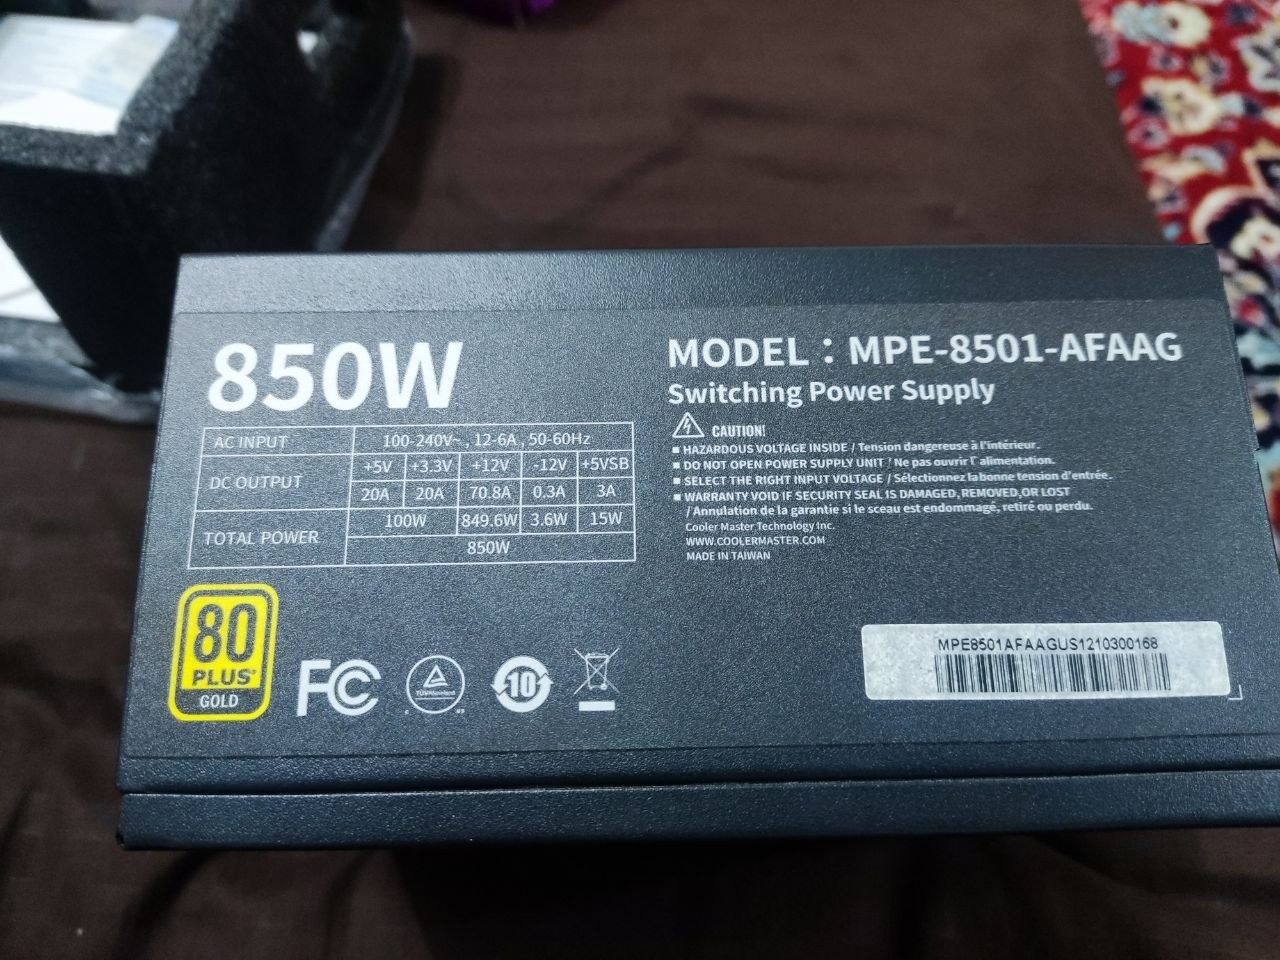 850W
AC INPUT 100-240V~ , 12-6A , 50-60Hz
DC OUTPUT +5V +3.3V +12V -12V +5VSB
20A 20A 70.8A 0.3A 3A
TOTAL POWER 100W 849.6W 3.6W 15W
850W
MODEL : MPE-8501-AFAAG
Switching Power Supply
CAUTION!
■ HAZARDOUS VOLTAGE INSIDE / Tension dangereuse à l'intérieur.
■ DO NOT OPEN POWER SUPPLY UNIT / Ne pas ouvrir l' alimentation.
■ SELECT THE RIGHT INPUT VOLTAGE / Sélectionnez la bonne tension d'entrée.
■ WARRANTY VOID IF SECURITY SEAL IS DAMAGED, REMOVED, OR LOST
/ Annulation de la garantie si le sceau est endommagé, retiré ou perdu.
Cooler Master Technology Inc.
WWW.COOLERMASTER.COM
MADE IN TAIWAN
80
PLUS
GOLD
FC
TÜVRheinland
10
MPE8501AFAAGUS1210300168